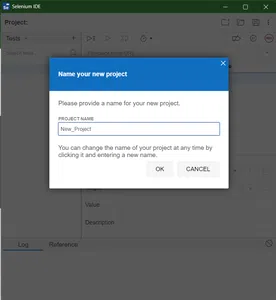 Selenium IDE
Project:
Tests
Name your new project
Please provide a name for your new project.
PROJECT NAME
New_Project
You can change the name of your project at any time by
clicking it and entering a new name.
OK
CANCEL
Value
Description
Log
Reference